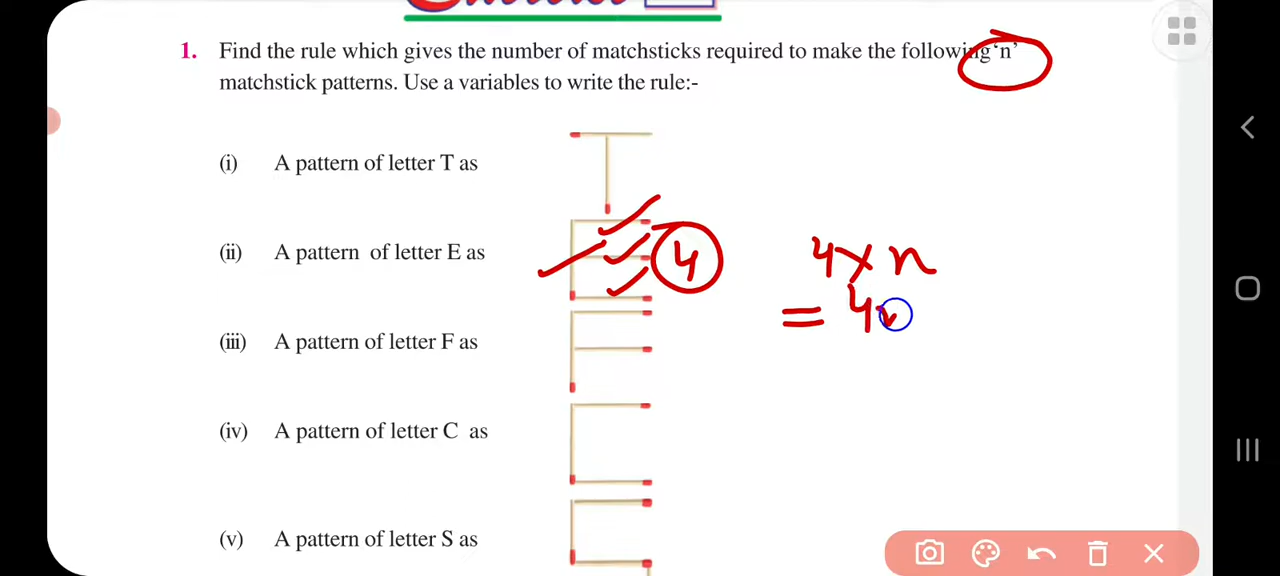 1. Find the rule which gives the number of matchsticks required to make the following ‘n’
matchstick patterns. Use a variables to write the rule:-
(i) A pattern of letter T as
(ii) A pattern of letter E as
4
4 × n
= 4
(iii) A pattern of letter F as
(iv) A pattern of letter C as
(v) A pattern of letter S as